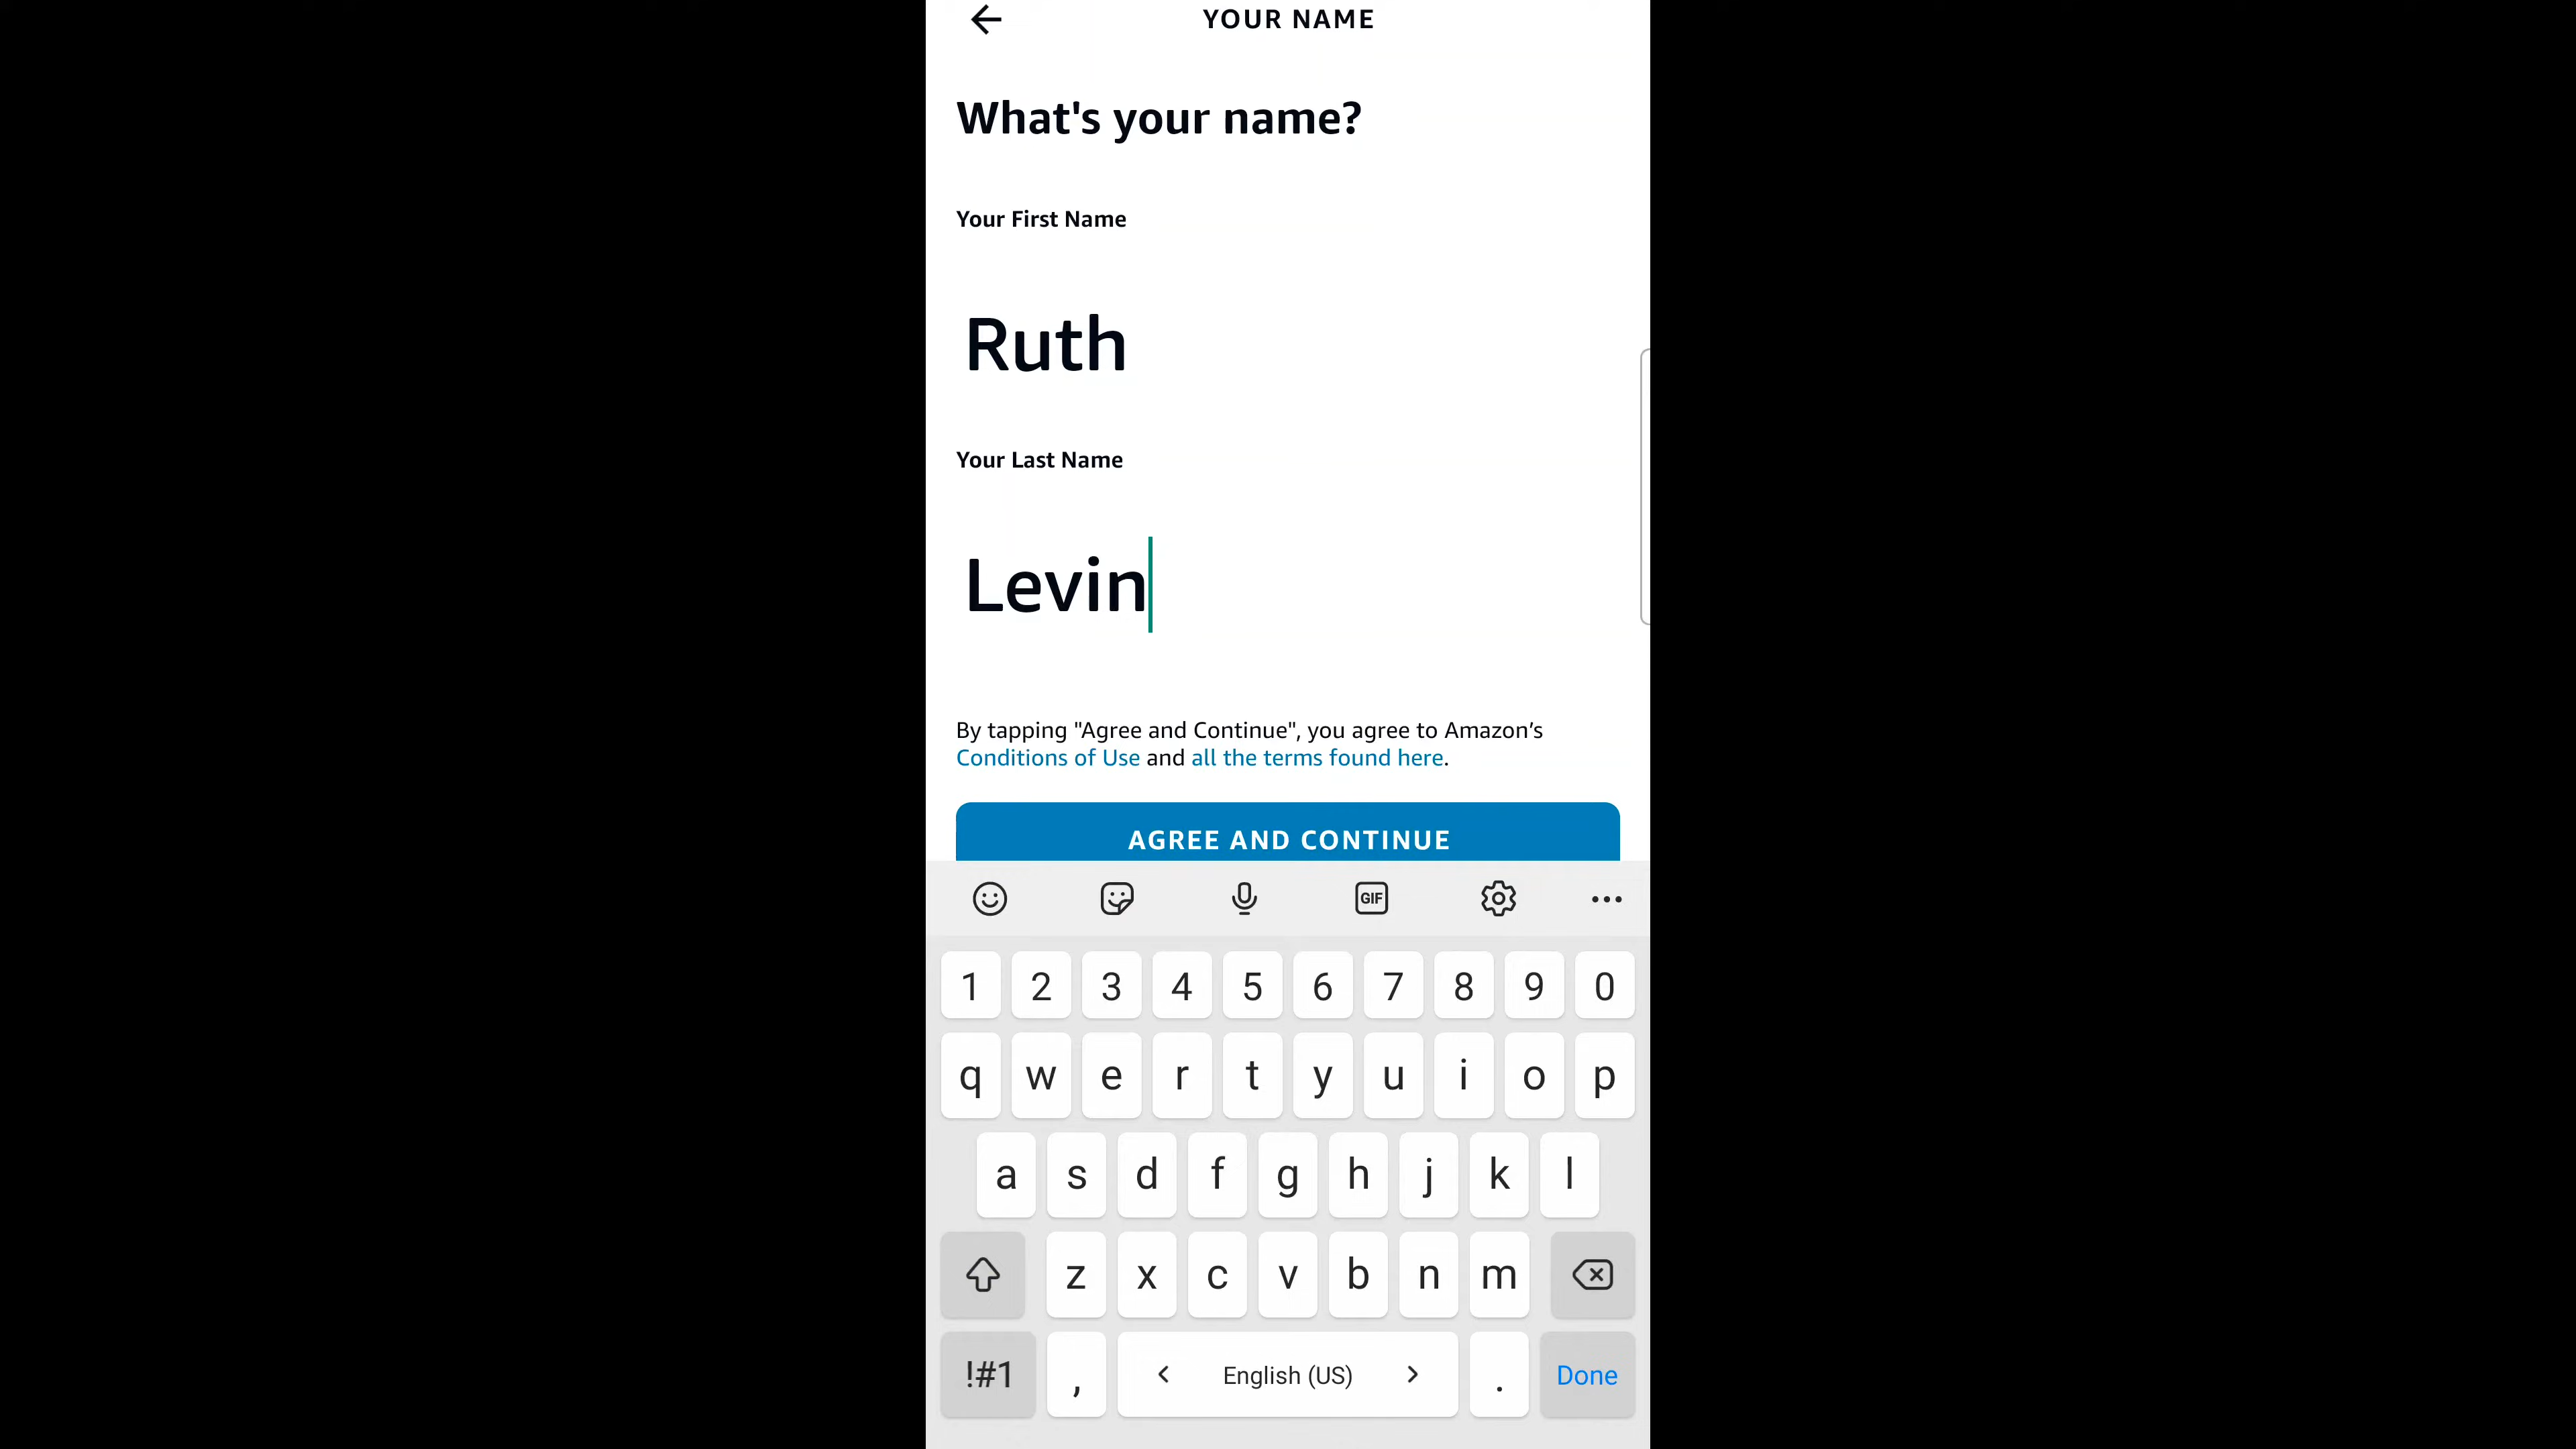 YOUR NAME
What's your name?
Your First Name
Ruth
Your Last Name
Levin
By tapping "Agree and Continue", you agree to Amazon’s
Conditions of Use and all the terms found here.
AGREE AND CONTINUE
GIF
1 2 3 4 5 6 7 8 9 0
q w e r t y u i o p
a s d f g h j k l
z x c v b n m
!#1 , < English (US) > . Done